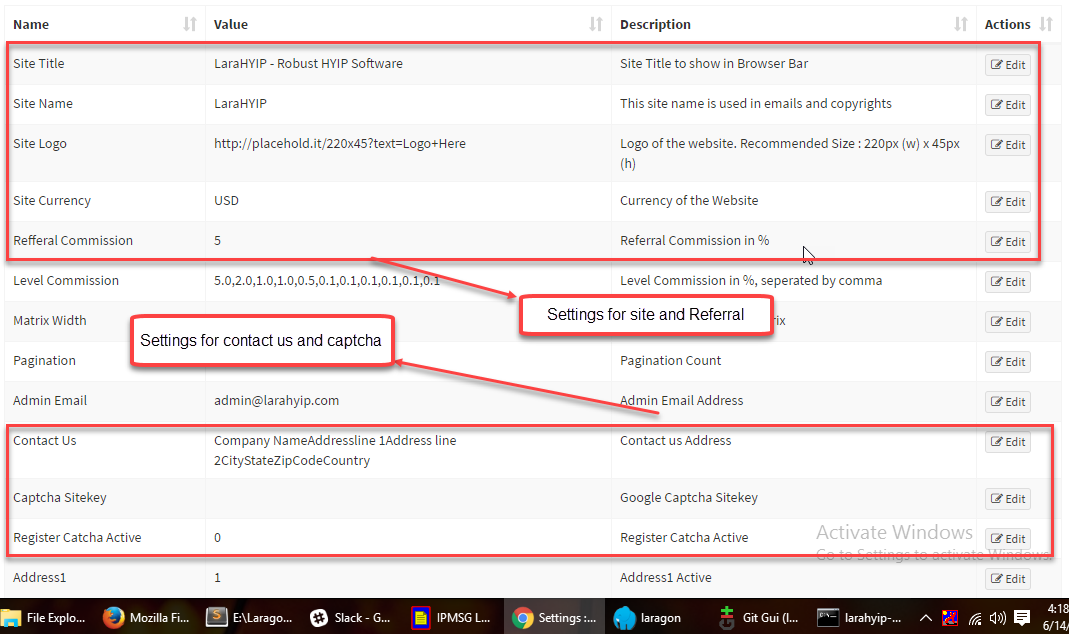 Name Value Description Actions
Site Title LaraHYIP - Robust HYIP Software Site Title to show in Browser Bar Edit
Site Name LaraHYIP This site name is used in emails and copyrights Edit
Site Logo http://placehold.it/220x45?text=Logo+Here Logo of the website. Recommended Size : 220px (w) x 45px Edit
(h)
Site Currency USD Currency of the Website Edit
Refferal Commission 5 Referral Commission in % Edit
Level Commission 5.0,2.0,1.0,1.0,0.5,0.1,0.1,0.1,0.1,0.1,0.1 Level Commission in %, seperated by comma Edit
Settings for site and Referral
Matrix Width rix Edit
Settings for contact us and captcha
Pagination Pagination Count Edit
Admin Email admin@larahyip.com Admin Email Address Edit
Contact Us Company NameAddressline 1Address line Contact us Address Edit
2CityStateZipCodeCountry
Captcha Sitekey Google Captcha Sitekey Edit
Register Catcha Active 0 Register Catcha Active Edit
Activate Windows
Go to Settings to activate Windows.
Address1 1 Address1 Active Edit
File Explo... Mozilla Fi... E:\Larago... Slack - G... IPMSG L... Settings :... laragon Git Gui (l... larahyip-... 4:18
6/14/